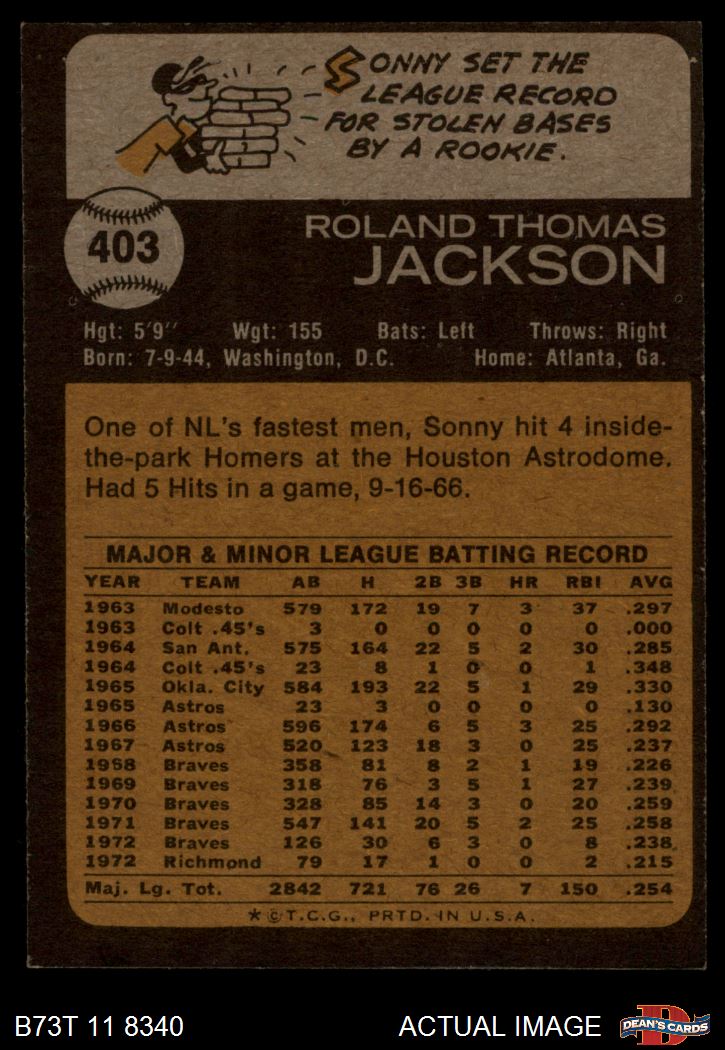 SONNY SET THE
LEAGUE RECORD
FOR STOLEN BASES
BY A ROOKIE.
403
ROLAND THOMAS
JACKSON
Hgt: 5'9" Wgt: 155 Bats: Left Throws: Right
Born: 7-9-44, Washington, D.C. Home: Atlanta, Ga.
One of NL's fastest men, Sonny hit 4 inside-
the-park Homers at the Houston Astrodome.
Had 5 Hits in a game, 9-16-66.
MAJOR & MINOR LEAGUE BATTING RECORD
YEAR TEAM AB H 2B 3B HR RBI AVG
1963 Modesto 579 172 19 7 3 37 .297
1963 Colt .45's 3 0 0 0 0 0 .000
1964 San Ant. 575 164 22 5 2 30 .285
1964 Colt .45's 23 8 1 0 0 1 .348
1965 Okla. City 584 193 22 5 1 29 .330
1965 Astros 23 3 0 0 0 0 .130
1966 Astros 596 174 6 5 3 25 .292
1967 Astros 520 123 18 3 0 25 .237
1968 Braves 358 81 8 2 1 19 .226
1969 Braves 318 76 3 5 1 27 .239
1970 Braves 328 85 14 3 0 20 .259
1971 Braves 547 141 20 5 2 25 .258
1972 Braves 126 30 6 3 0 8 .238
1972 Richmond 79 17 1 0 0 2 .215
Maj. Lg. Tot. 2842 721 76 26 7 150 .254
★ © T.C.G., PRTD. IN U.S.A.
B73T 11 8340 ACTUAL IMAGE
D
DEAN'S CARDS